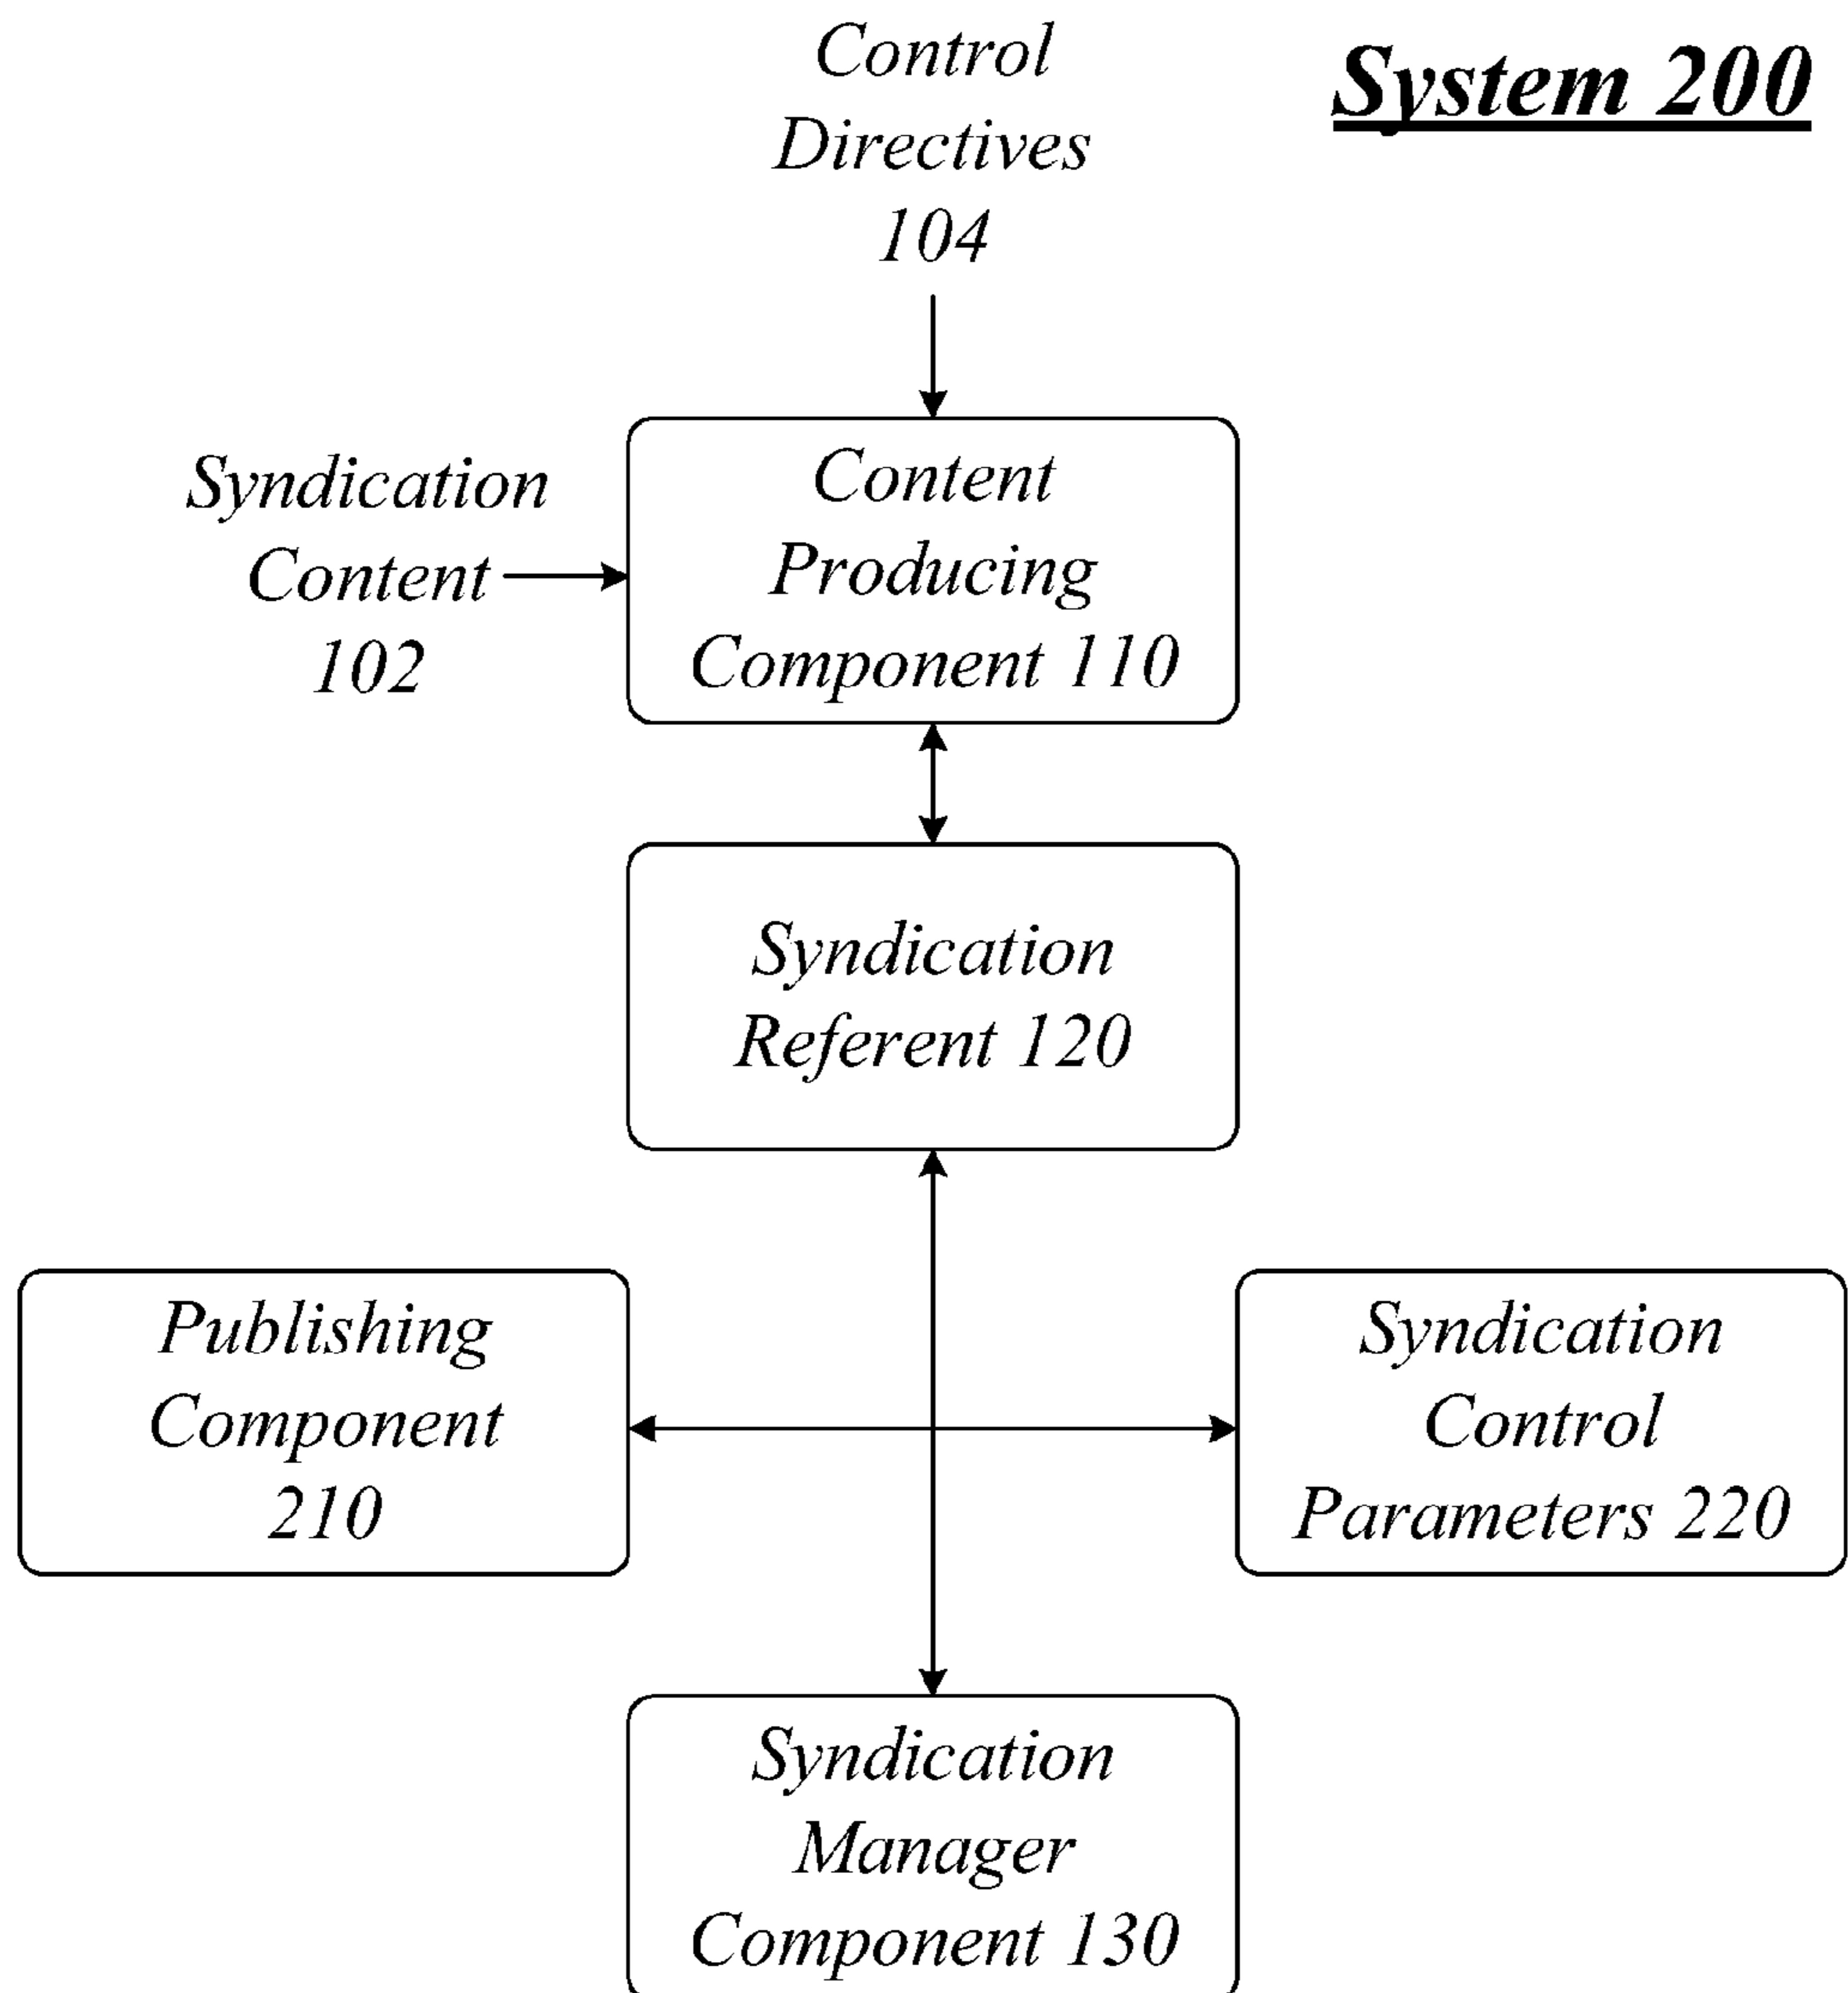 Control
Directives
104
System 200
Syndication
Content
102
Content
Producing
Component 110
Syndication
Referent 120
Publishing
Component
210
Syndication
Control
Parameters 220
Syndication
Manager
Component 130